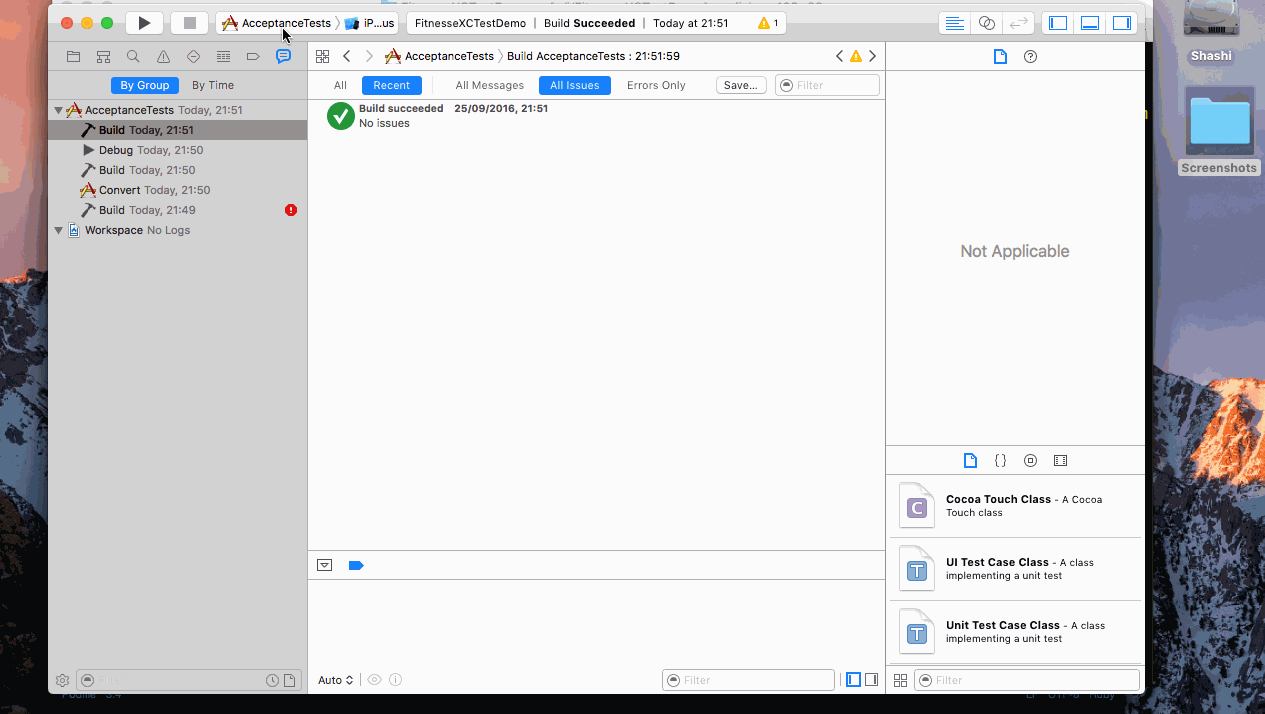 AcceptanceTests 〉 iP...us
FitnesseXCTestDemo | Build Succeeded | Today at 21:51
1
Shashi
Screenshots
AcceptanceTests 〉 Build AcceptanceTests : 21:51:59
By Group By Time
All Recent All Messages All Issues Errors Only Save... Filter
AcceptanceTests Today, 21:51
Build Today, 21:51
Debug Today, 21:50
Build Today, 21:50
Convert Today, 21:50
Build Today, 21:49
Workspace No Logs
Build succeeded 25/09/2016, 21:51
No issues
Not Applicable
{ }
C
Cocoa Touch Class - A Cocoa
Touch class
T
UI Test Case Class - A class
implementing a unit test
T
Unit Test Case Class - A class
implementing a unit test
Filter
Auto
Filter
Filter